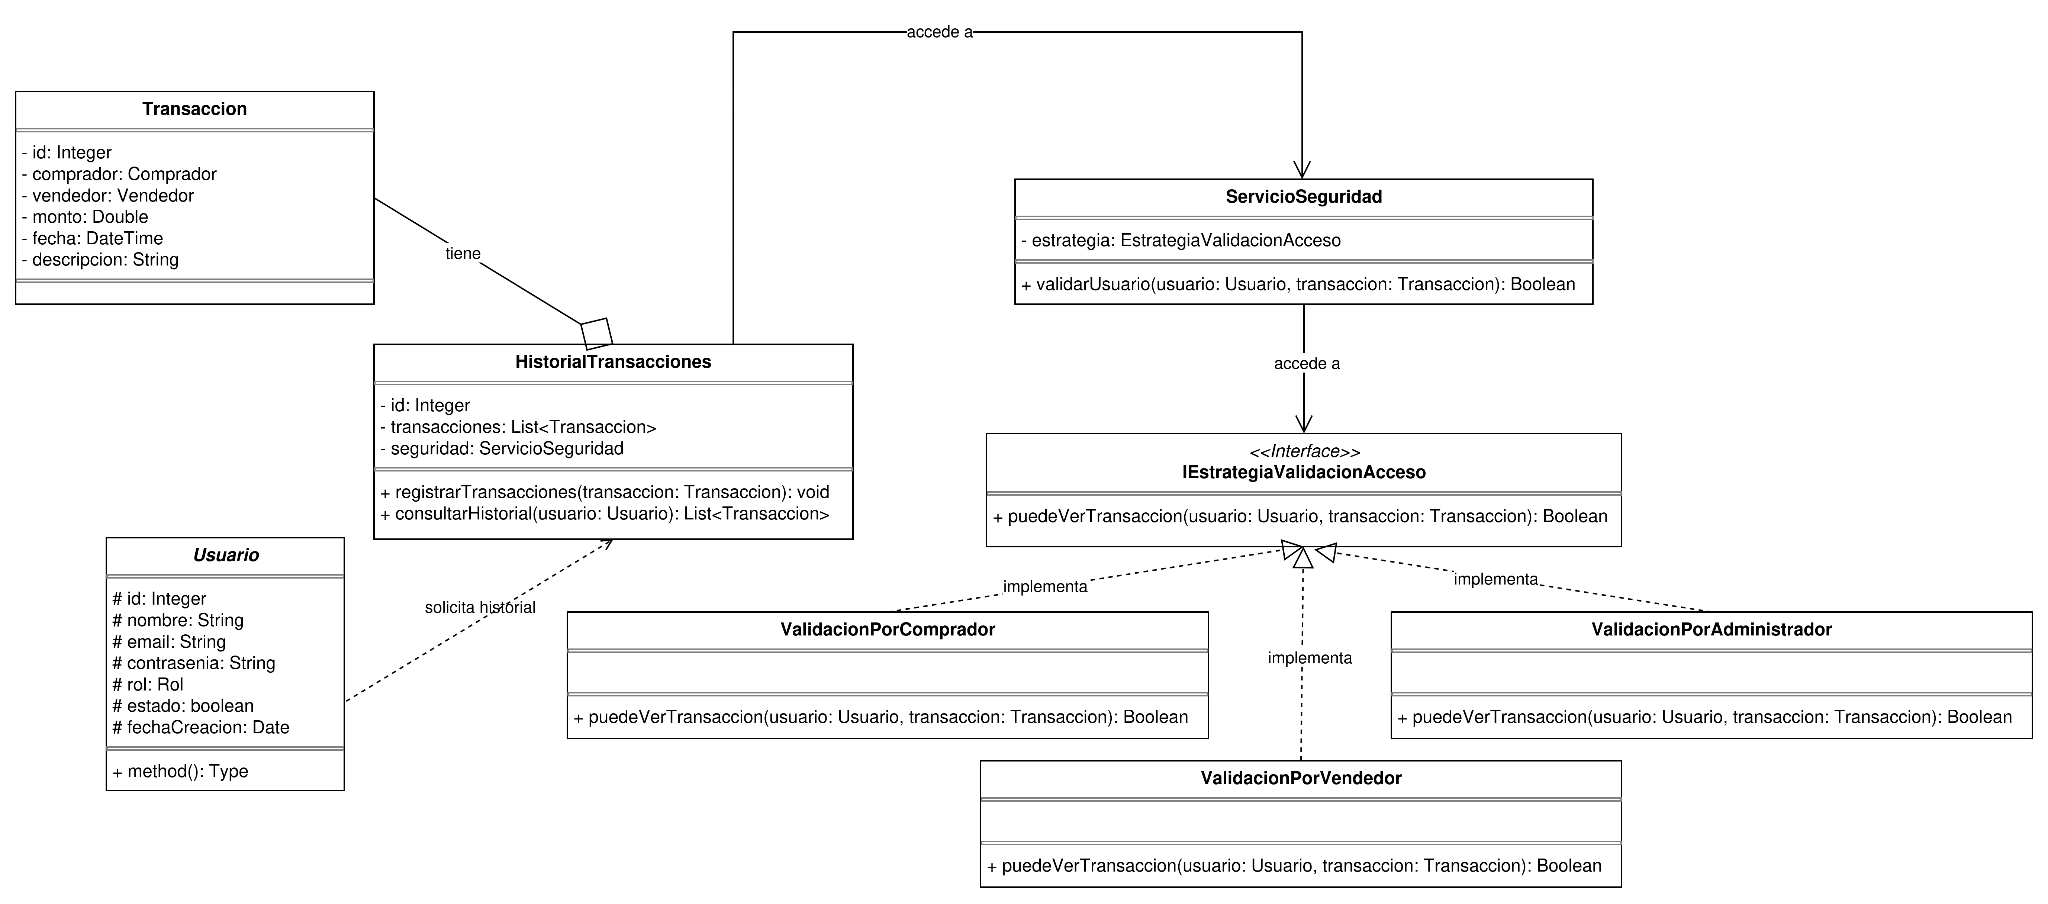 accede a
Transaccion
- id: Integer
- comprador: Comprador
- vendedor: Vendedor
- monto: Double
- fecha: DateTime
- descripcion: String
tiene
ServicioSeguridad
- estrategia: EstrategiaValidacionAcceso
+ validarUsuario(usuario: Usuario, transaccion: Transaccion): Boolean
accede a
HistorialTransacciones
- id: Integer
- transacciones: List<Transaccion>
- seguridad: ServicioSeguridad
+ registrarTransacciones(transaccion: Transaccion): void
+ consultarHistorial(usuario: Usuario): List<Transaccion>
<<Interface>>
IEstrategiaValidacionAcceso
+ puedeVerTransaccion(usuario: Usuario, transaccion: Transaccion): Boolean
Usuario
# id: Integer
# nombre: String
# email: String
# contrasenia: String
# rol: Rol
# estado: boolean
# fechaCreacion: Date
+ method(): Type
solicita historial
implementa
implementa
implementa
ValidacionPorComprador
+ puedeVerTransaccion(usuario: Usuario, transaccion: Transaccion): Boolean
ValidacionPorAdministrador
+ puedeVerTransaccion(usuario: Usuario, transaccion: Transaccion): Boolean
ValidacionPorVendedor
+ puedeVerTransaccion(usuario: Usuario, transaccion: Transaccion): Boolean